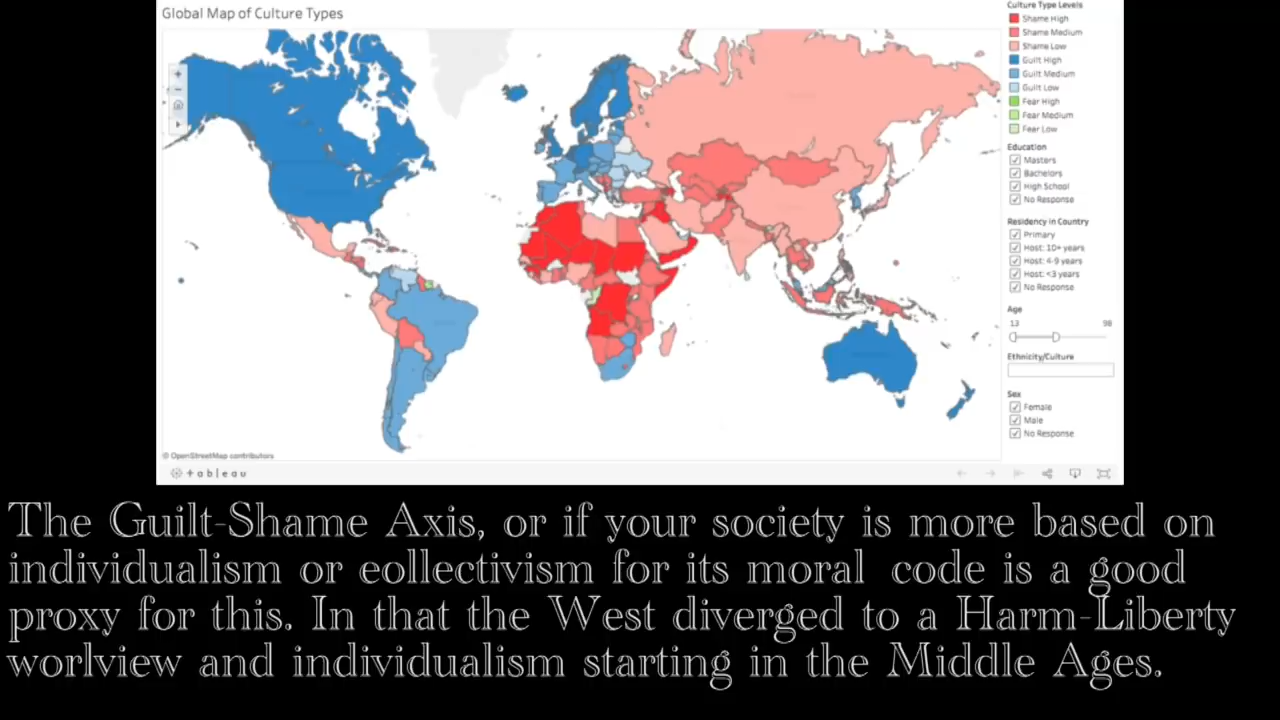 Global Map of Culture Types
Culture Type Levels
Shame High
Shame Medium
Shame Low
Guilt High
Guilt Medium
Guilt Low
Fear High
Fear Medium
Fear Low
Education
Masters
Bachelors
High School
No Response
Residency in Country
Primary
Host: 10+ years
Host: 4-9 years
Host: <3 years
No Response
Age
13 98
Ethnicity/Culture
Sex
Female
Male
No Response
© OpenStreetMap contributors
+ a b l e a u
The Guilt-Shame Axis, or if your society is more based on
individualism or eollectivism for its moral code is a good
proxy for this. In that the West diverged to a Harm-Liberty
worlview and individualism starting in the Middle Ages.